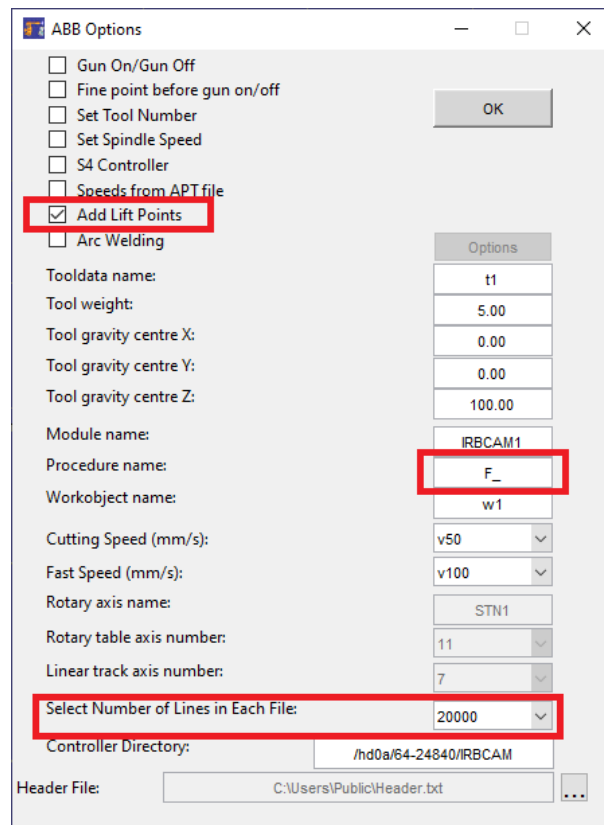 ABB Options
Gun On/Gun Off
Fine point before gun on/off
OK
Set Tool Number
Set Spindle Speed
S4 Controller
Speeds from APT file
Add Lift Points
Arc Welding
Options
Tooldata name: t1
Tool weight: 5.00
Tool gravity centre X: 0.00
Tool gravity centre Y: 0.00
Tool gravity centre Z: 100.00
Module name: IRBCAM1
Procedure name: F_
Workobject name: w1
Cutting Speed (mm/s): v50
Fast Speed (mm/s): v100
Rotary axis name: STN1
Rotary table axis number: 11
Linear track axis number: 7
Select Number of Lines in Each File: 20000
Controller Directory: /hd0a/64-24840/IRBCAM
Header File: C:\Users\Public\Header.txt ...